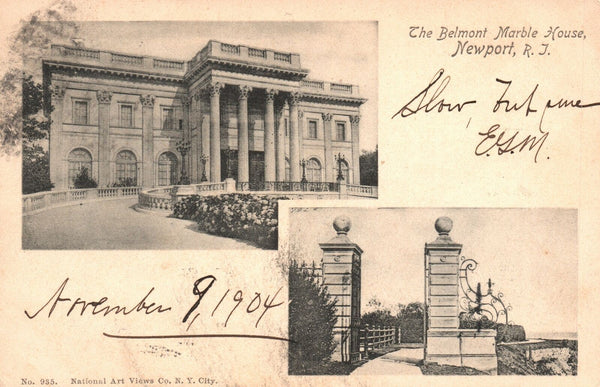 The Belmont Marble House,
Newport, R. I.
Slow, but sure
E.G.M.
November 9, 1904
No. 955. National Art Views Co. N. Y. City.